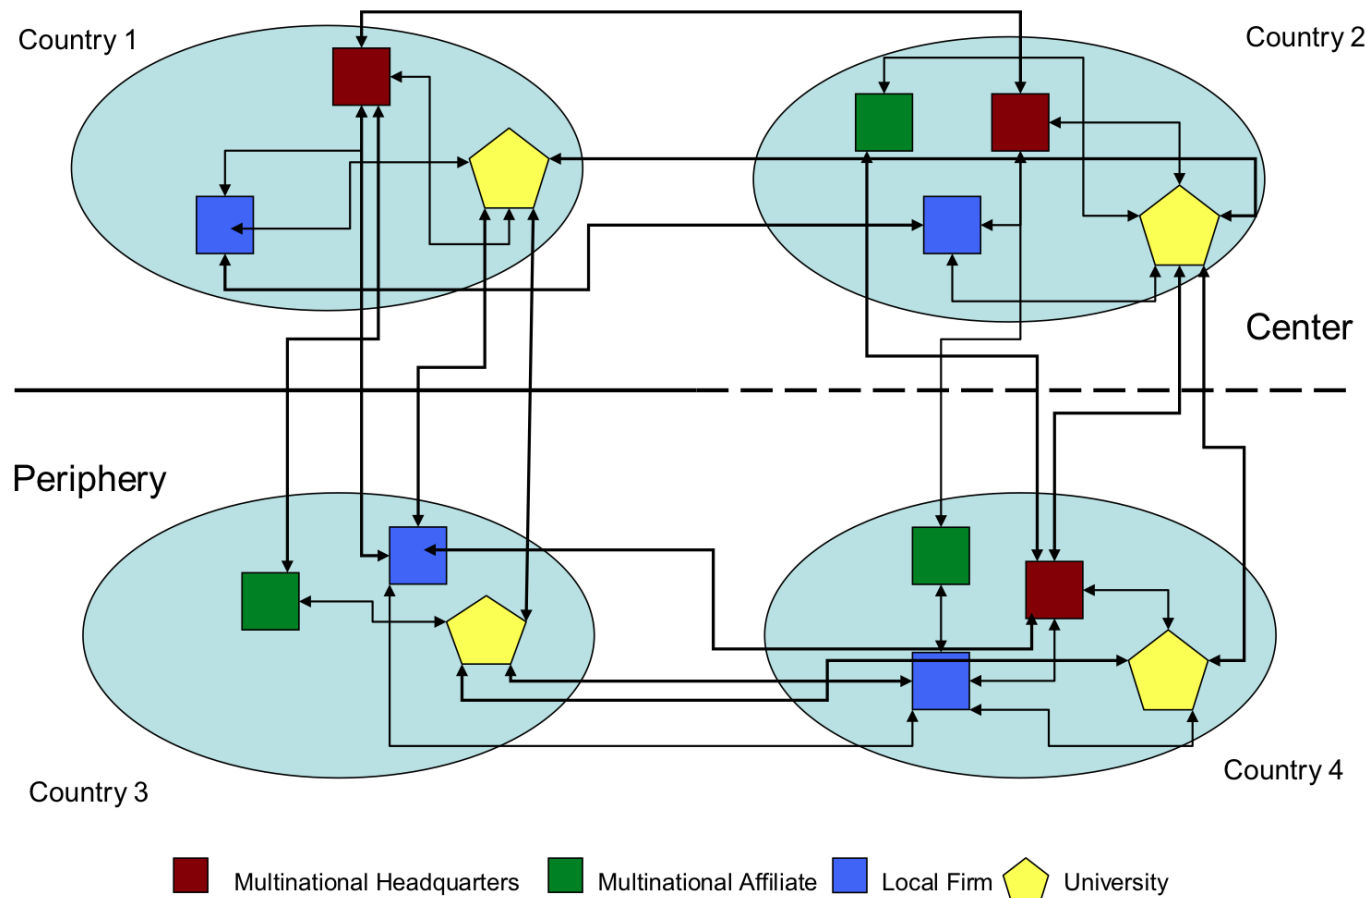 Country 1
Country 2
Center
Periphery
Country 3
Country 4
Multinational Headquarters
Multinational Affiliate
Local Firm
University